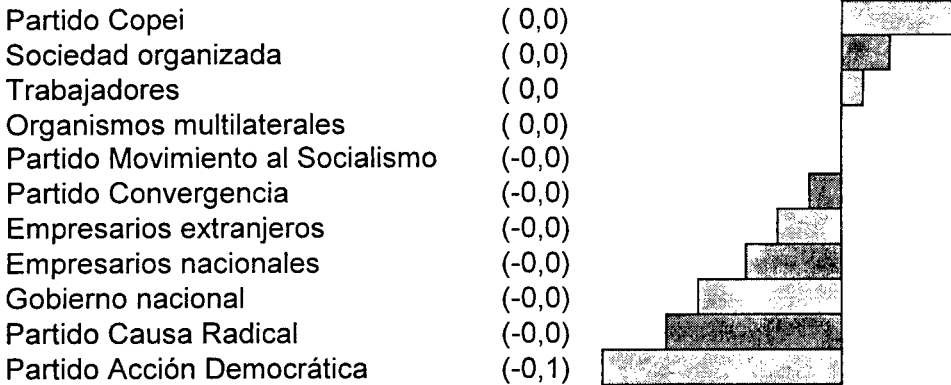 Partido Copei ( 0,0)
Sociedad organizada ( 0,0)
Trabajadores ( 0,0
Organismos multilaterales ( 0,0)
Partido Movimiento al Socialismo (-0,0)
Partido Convergencia (-0,0)
Empresarios extranjeros (-0,0)
Empresarios nacionales (-0,0)
Gobierno nacional (-0,0)
Partido Causa Radical (-0,0)
Partido Acción Democrática (-0,1)